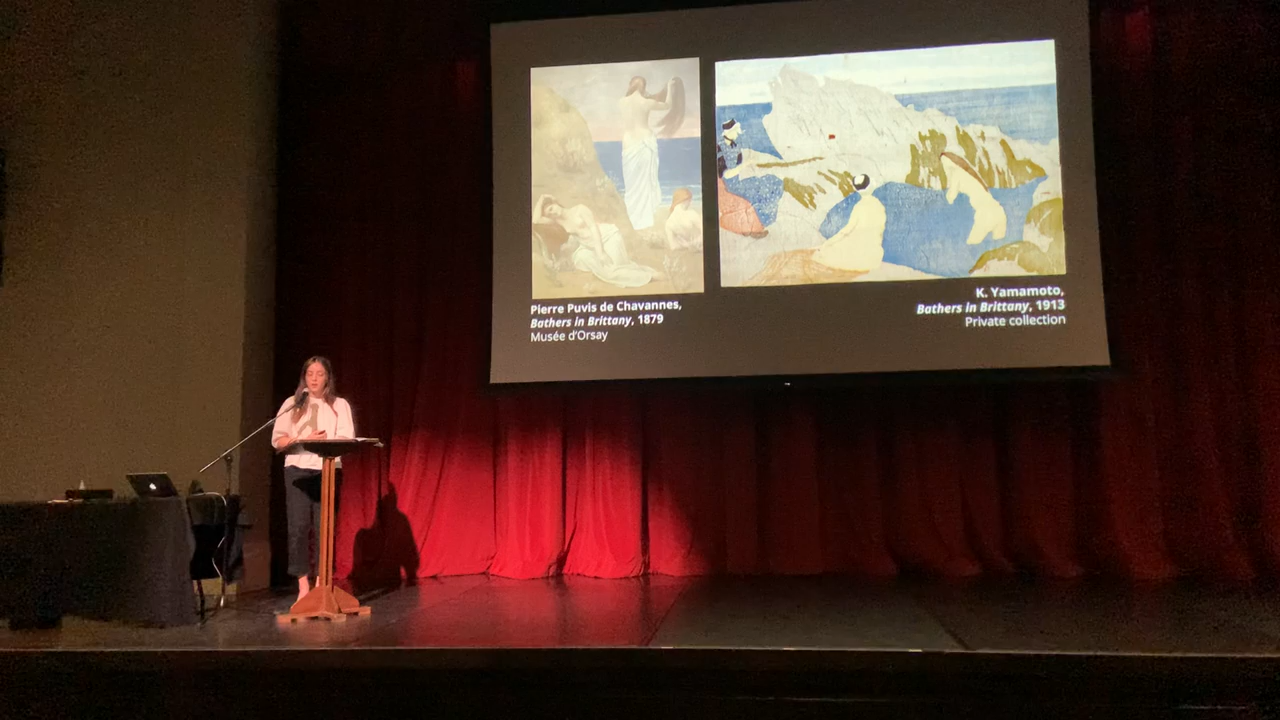 Pierre Puvis de Chavannes,
Bathers in Brittany, 1879
Musée d'Orsay
K. Yamamoto,
Bathers in Brittany, 1913
Private collection